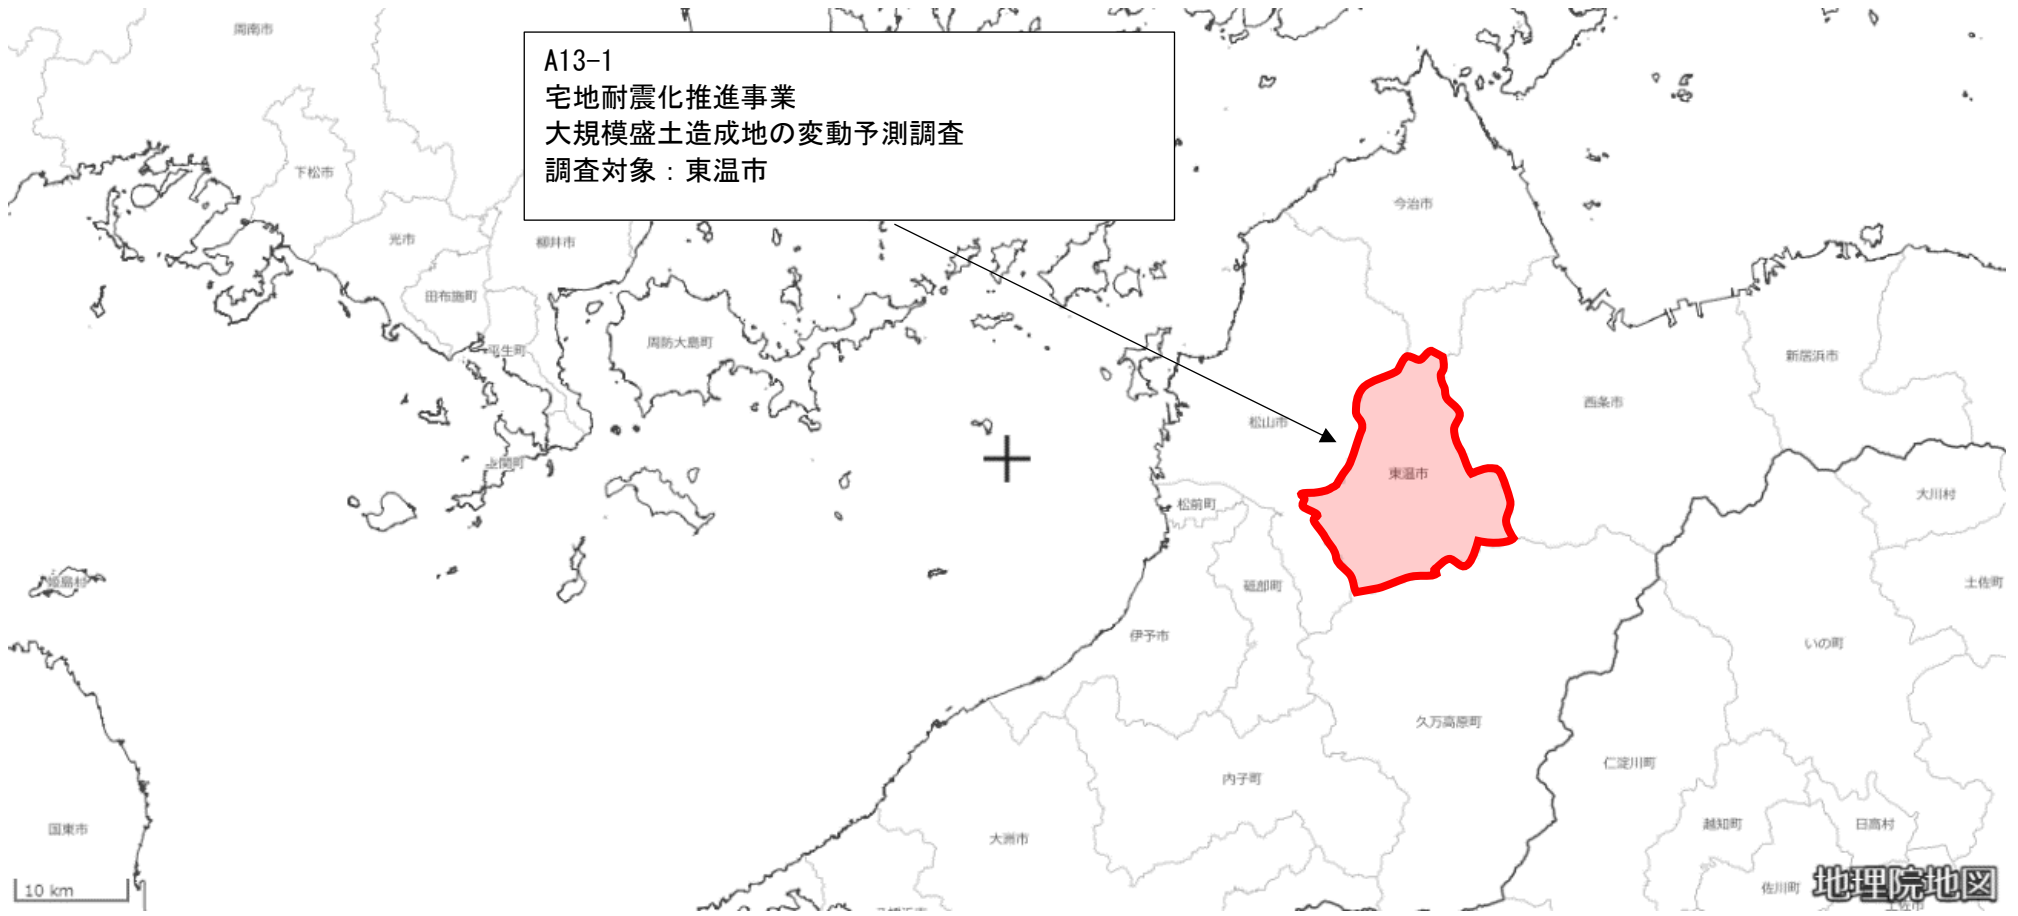 周南市
A13-1
宅地耐震化推進事業
大規模盛土造成地の変動予測調査
調査対象：東温市
下松市
今治市
光市
柳井市
田布施町
周防大島町
平生町
新居浜市
西条市
松山市
上関町
東温市
大川村
松前町
姫島村
砥部町
土佐町
伊予市
いの町
久万高原町
仁淀川町
内子町
国東市
大洲市
越知町
日高村
佐川町
地理院地図
10 km